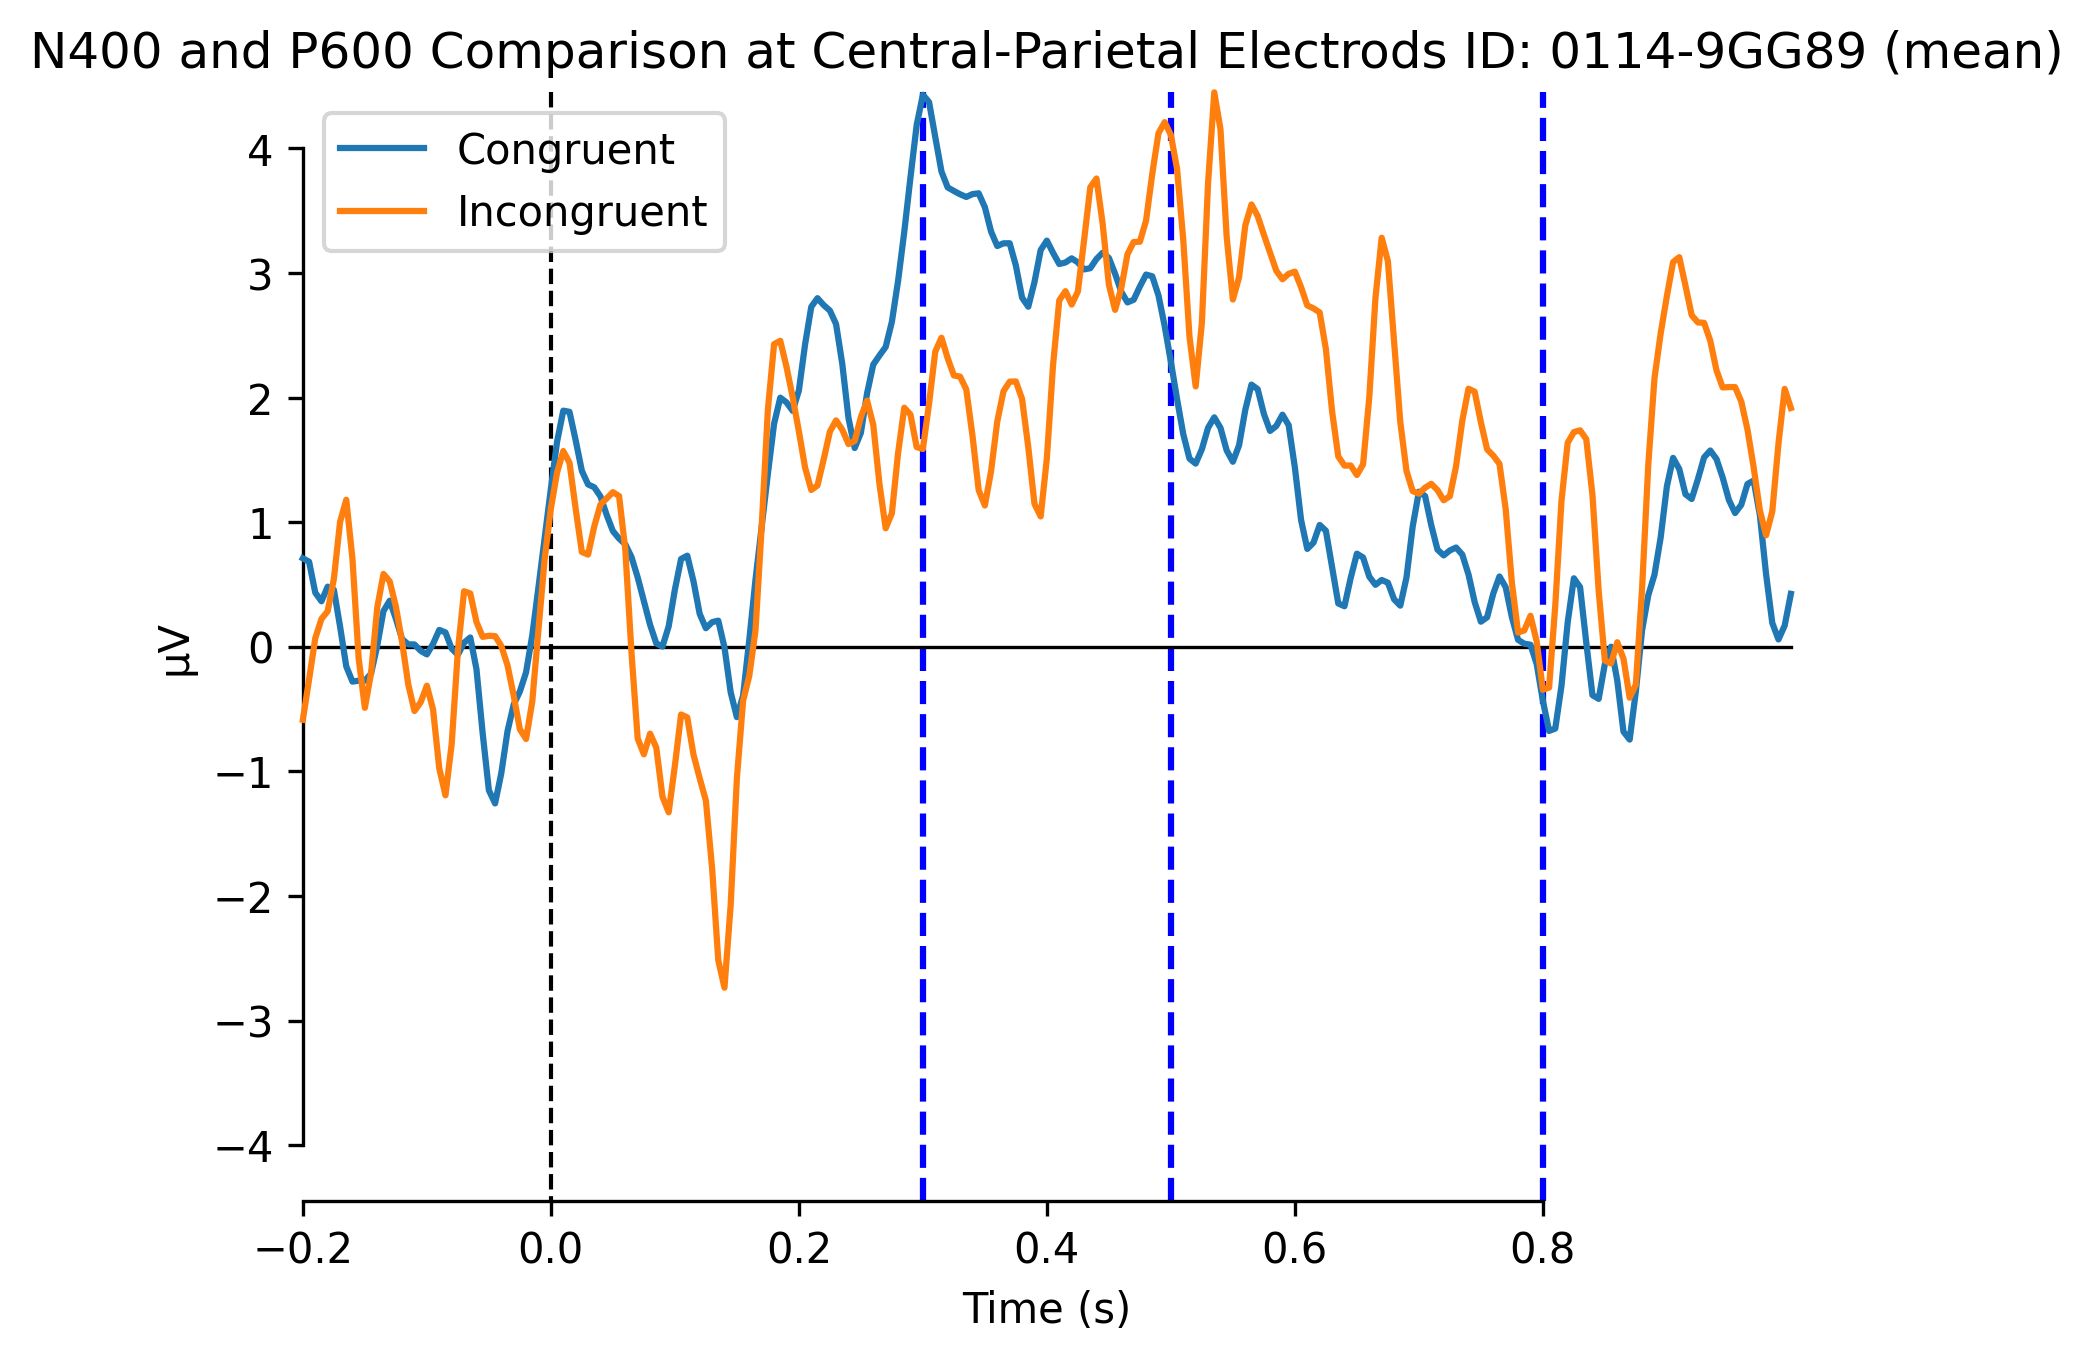 N400 and P600 Comparison at Central-Parietal Electrods ID: 0114-9GG89 (mean)
Congruent
Incongruent
4
3
2
1
0
−1
−2
−3
−4
µV
−0.2 0.0 0.2 0.4 0.6 0.8
Time (s)